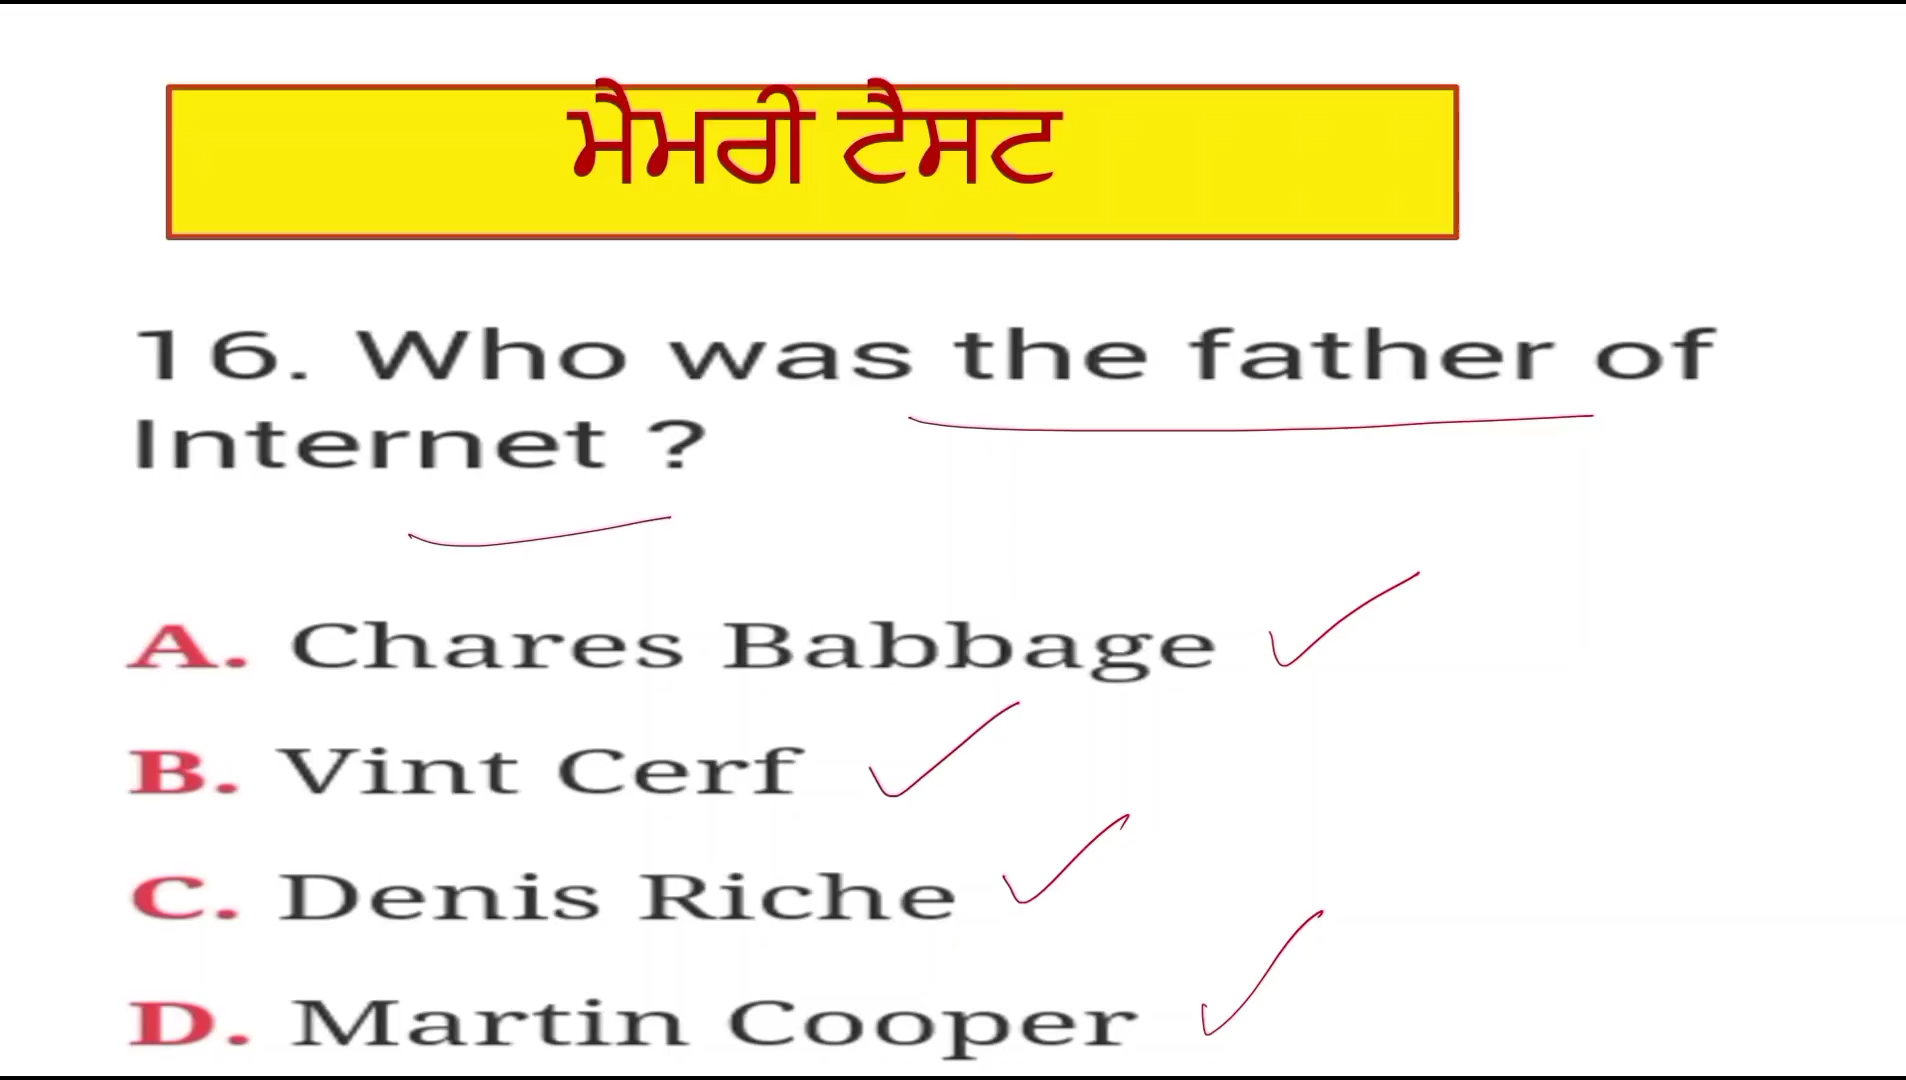 ਮੈਮਰੀ ਟੈਸਟ
16. Who was the father of
Internet ?
A. Chares Babbage
B. Vint Cerf
C. Denis Riche
D. Martin Cooper